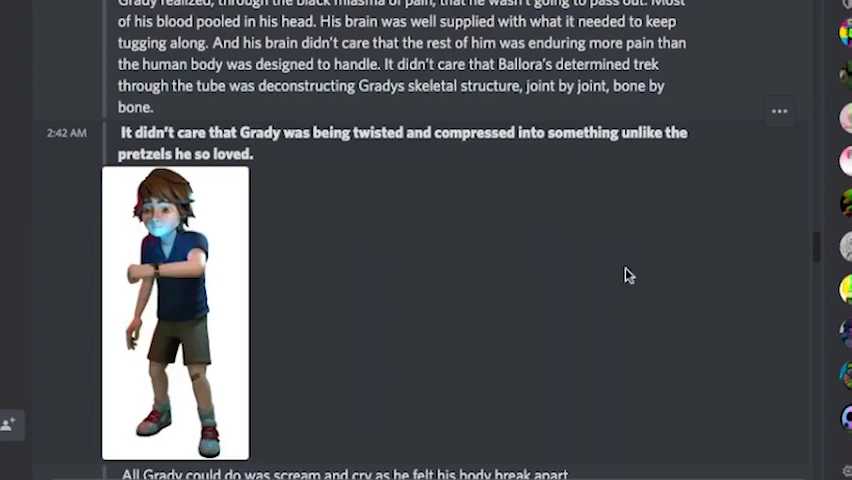 Grady realized, through the black miasma of pain, that he wasn't going to pass out. Most
of his blood pooled in his head. His brain was well supplied with what it needed to keep
tugging along. And his brain didn't care that the rest of him was enduring more pain than
the human body was designed to handle. It didn't care that Ballora's determined trek
through the tube was deconstructing Gradys skeletal structure, joint by joint, bone by
bone.
2:42 AM
It didn't care that Grady was being twisted and compressed into something unlike the
pretzels he so loved.
All Grady could do was scream and cry as he felt his body break apart